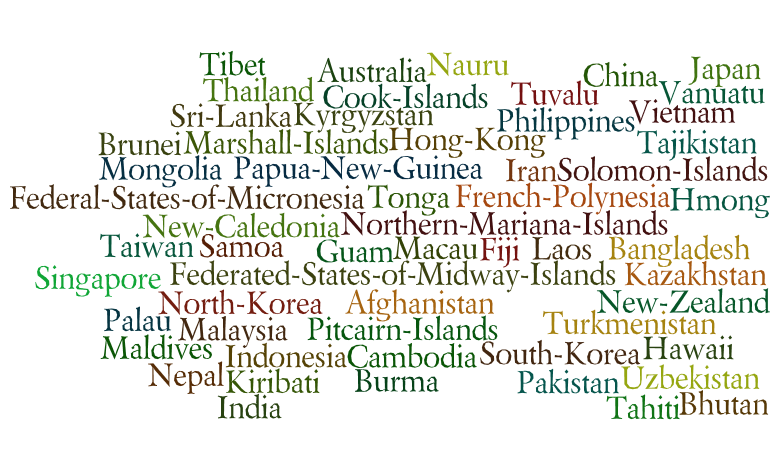 Tibet Australia Nauru China Japan
Thailand Cook-Islands Tuvalu Vanuatu
Sri-Lanka Kyrgyzstan Philippines Vietnam
Brunei Marshall-Islands Hong-Kong Tajikistan
Mongolia Papua-New-Guinea Iran Solomon-Islands
Federal-States-of-Micronesia Tonga French-Polynesia Hmong
New-Caledonia Northern-Mariana-Islands
Taiwan Samoa Guam Macau Fiji Laos Bangladesh
Singapore Federated-States-of-Midway-Islands Kazakhstan
North-Korea Afghanistan New-Zealand
Palau Malaysia Pitcairn-Islands Turkmenistan
Maldives Indonesia Cambodia South-Korea Hawaii
Nepal Kiribati Burma Pakistan Uzbekistan
India Tahiti Bhutan